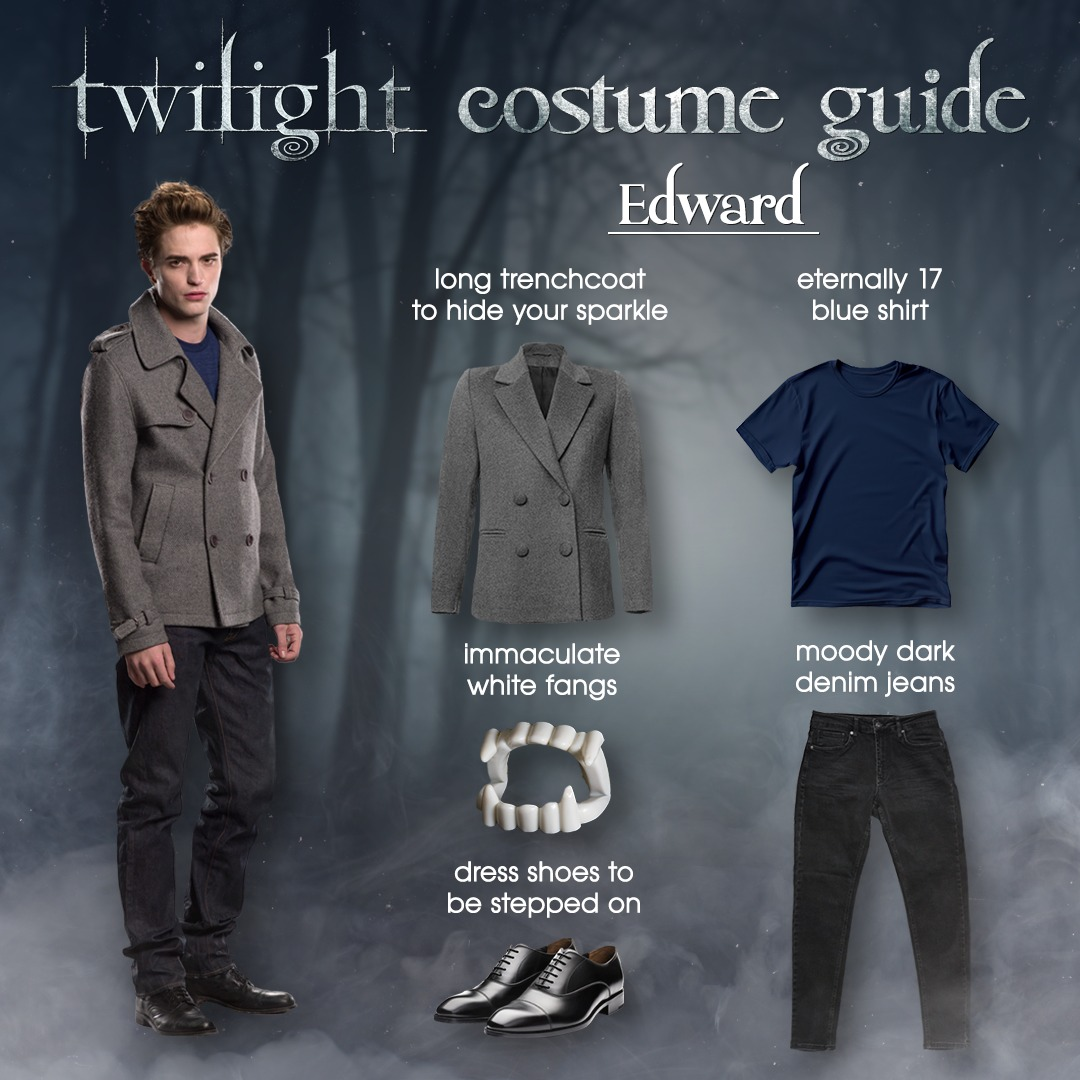 twilight costume guide
Edward
long trenchcoat
to hide your sparkle
eternally 17
blue shirt
immaculate
white fangs
moody dark
denim jeans
dress shoes to
be stepped on